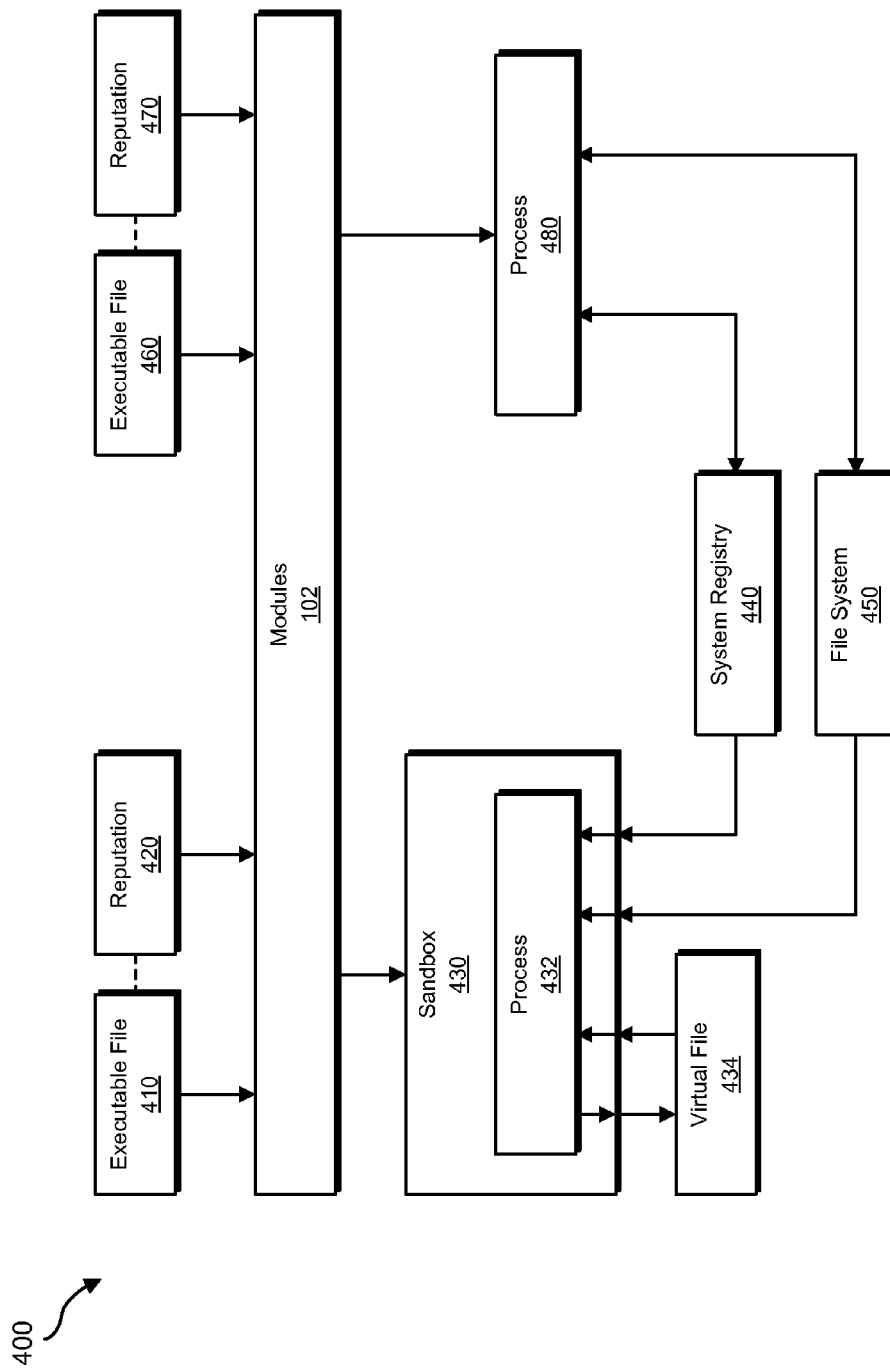 400
Executable File
410
Reputation
420
Executable File
460
Reputation
470
Modules
102
Sandbox
430
Process
432
Process
480
Virtual File
434
System Registry
440
File System
450